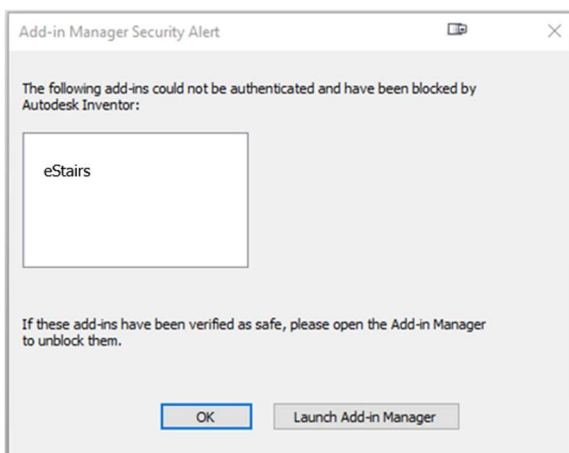 Add-in Manager Security Alert
The following add-ins could not be authenticated and have been blocked by
Autodesk Inventor:
eStairs
If these add-ins have been verified as safe, please open the Add-in Manager
to unblock them.
OK
Launch Add-in Manager